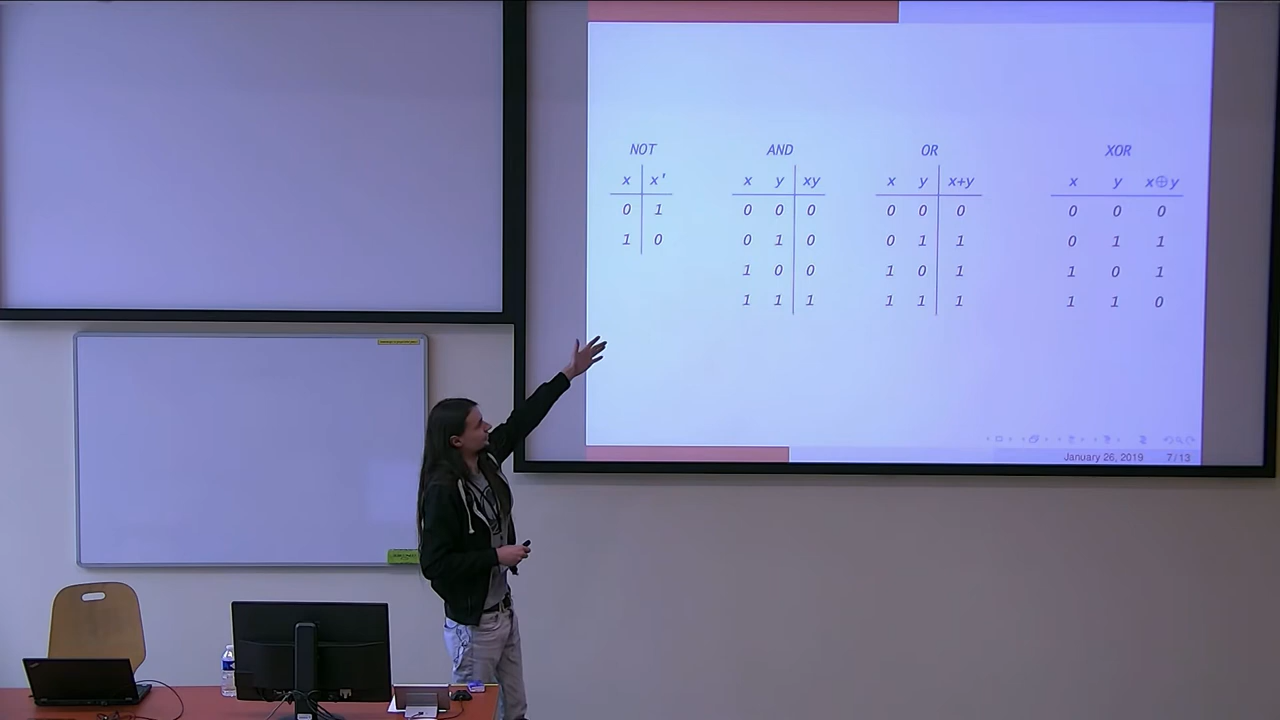 NOT AND OR XOR
x x' x y xy x y x+y x y x⊕y
0 1 0 0 0 0 0 0 0 0 0
1 0 0 1 0 0 1 1 0 1 1
1 0 0 1 0 1 1 0 1
1 1 1 1 1 1 1 1 0
January 26, 2019 7/13